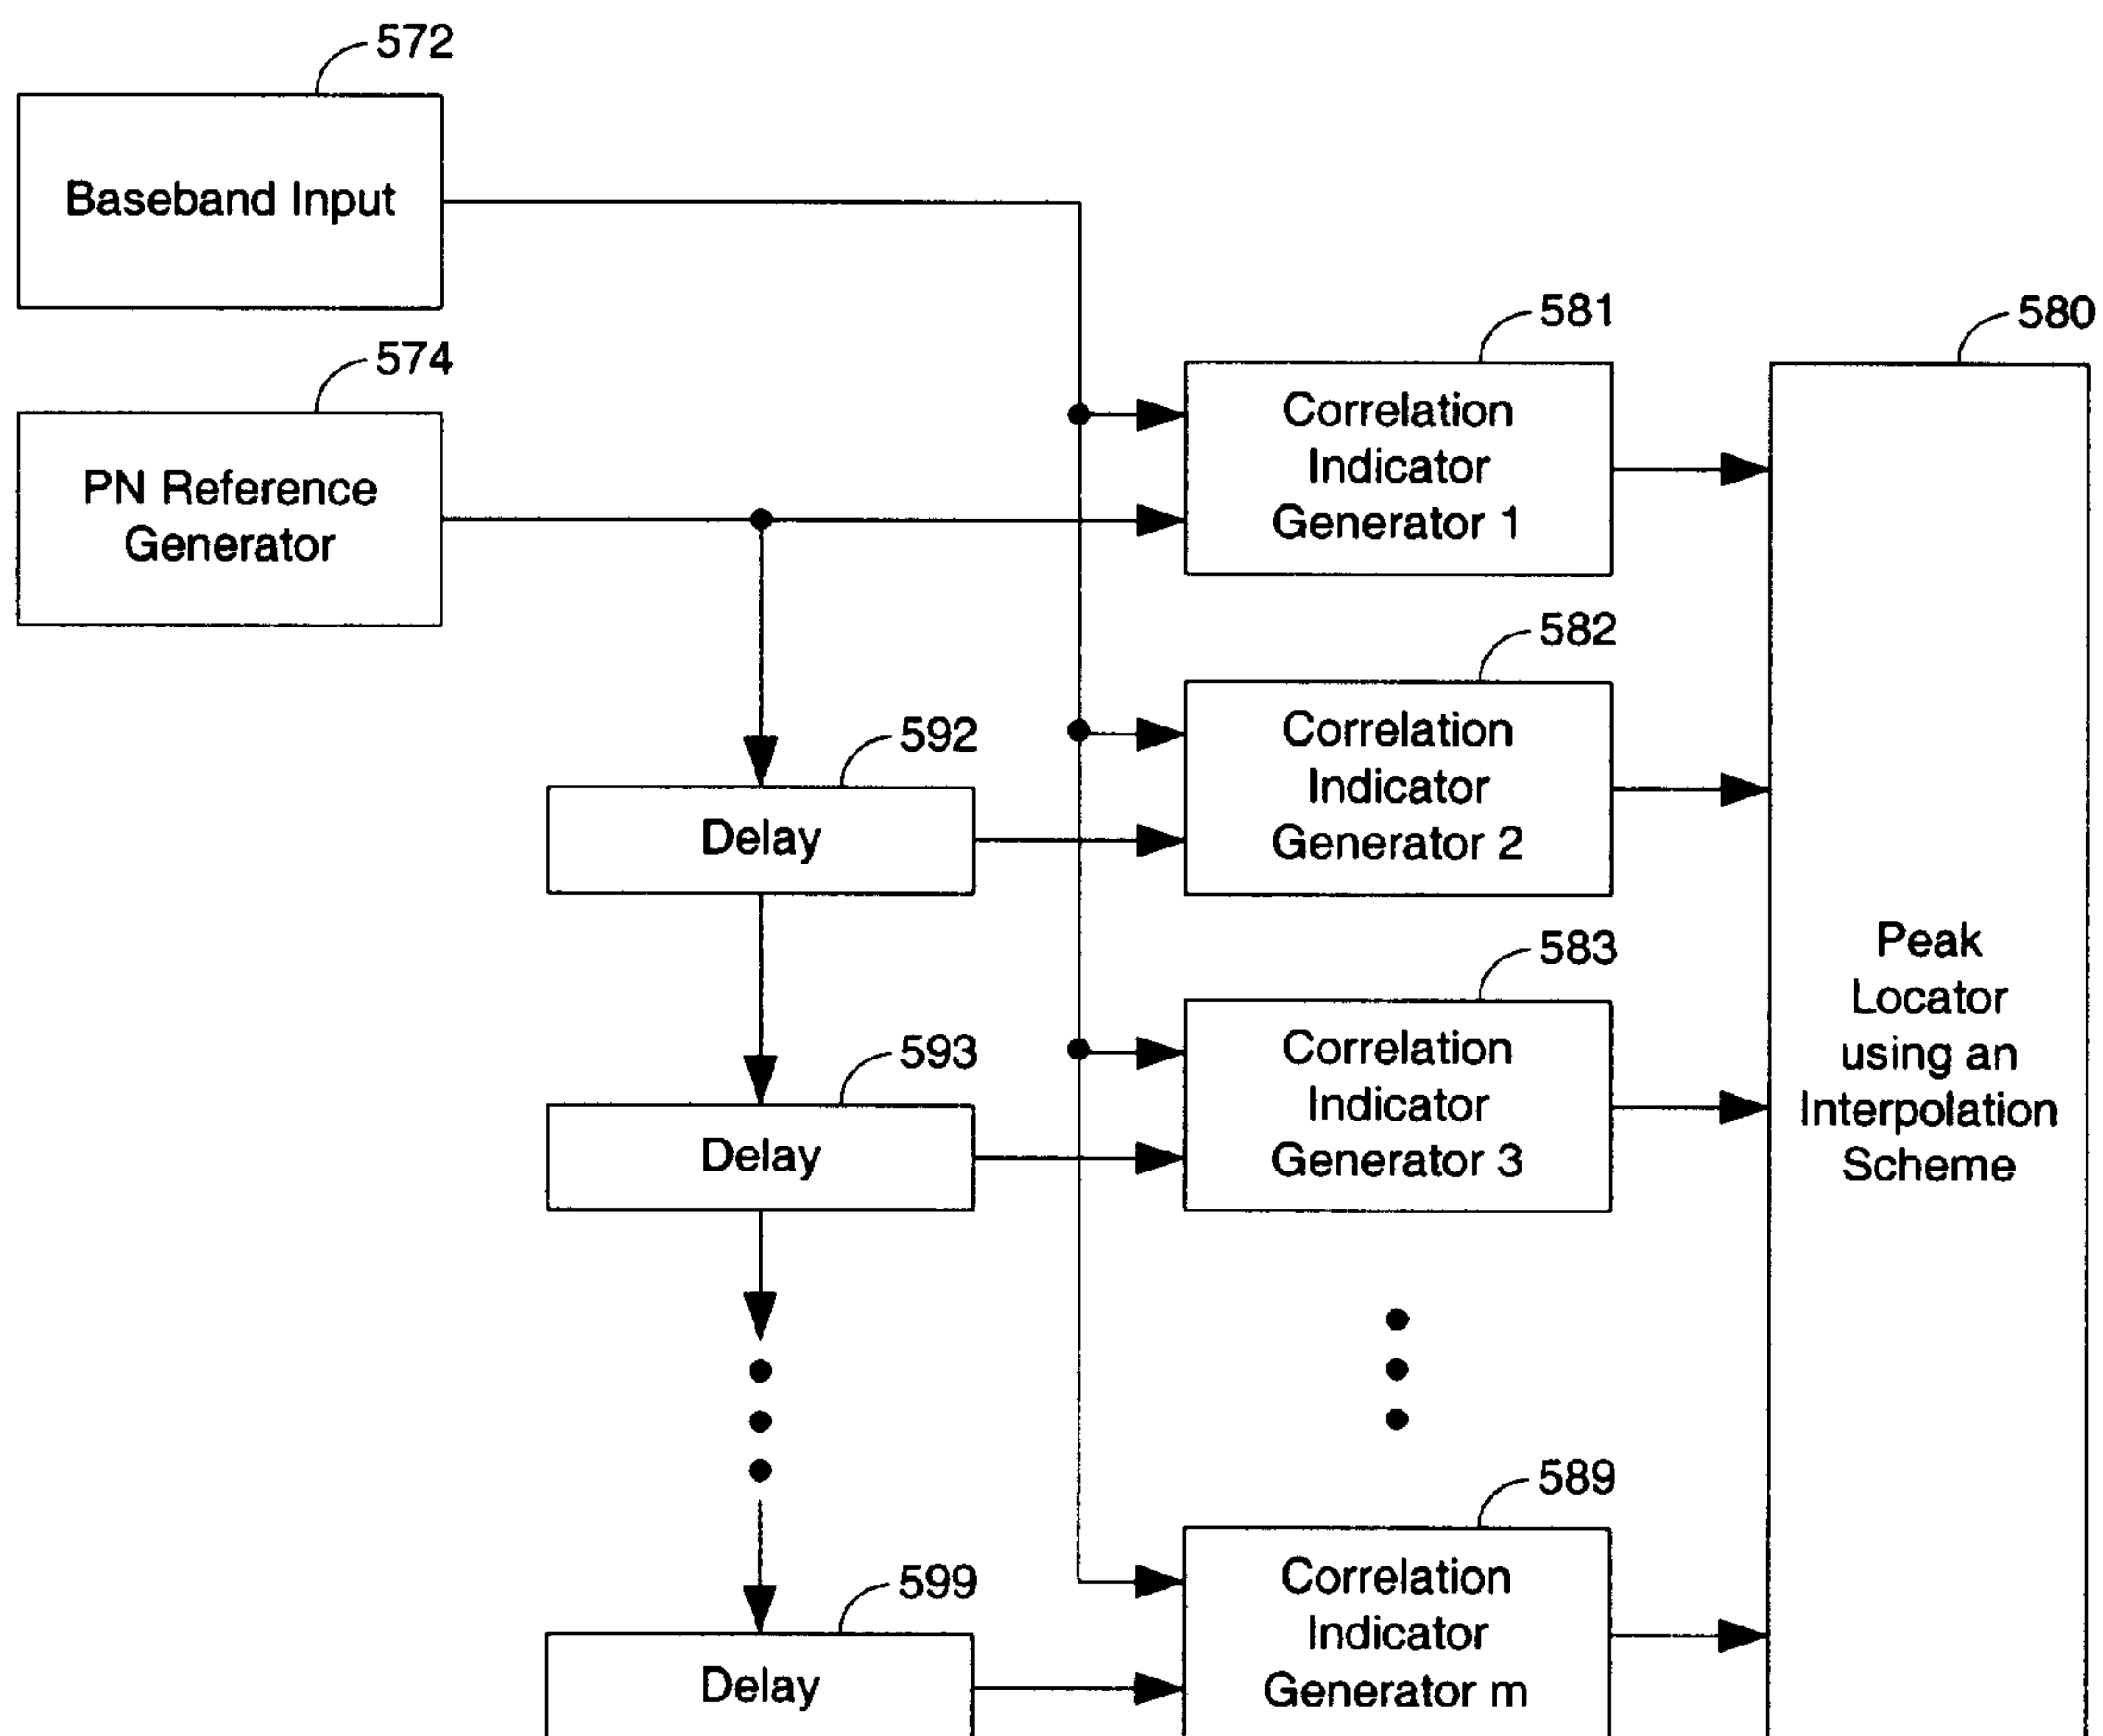 572
Baseband Input
574
PN Reference
Generator
581
Correlation
Indicator
Generator 1
580
Peak
Locator
using an
Interpolation
Scheme
582
Correlation
Indicator
Generator 2
592
Delay
583
Correlation
Indicator
Generator 3
593
Delay
589
Correlation
Indicator
Generator m
599
Delay